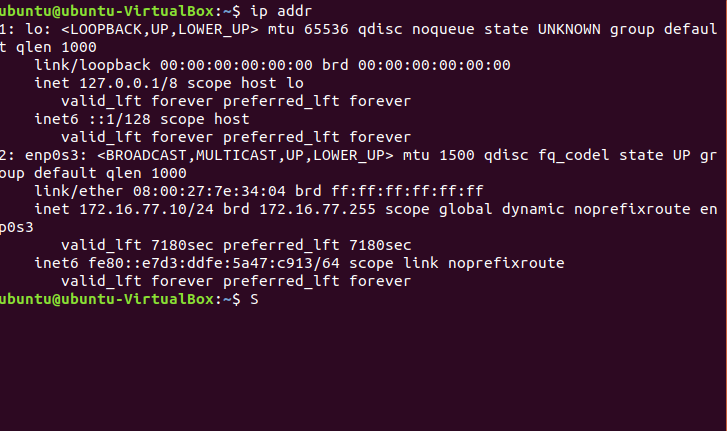 ubuntu@ubuntu-VirtualBox:~$ ip addr
1: lo: <LOOPBACK,UP,LOWER_UP> mtu 65536 qdisc noqueue state UNKNOWN group defaul
t qlen 1000
    link/loopback 00:00:00:00:00:00 brd 00:00:00:00:00:00
    inet 127.0.0.1/8 scope host lo
       valid_lft forever preferred_lft forever
    inet6 ::1/128 scope host
       valid_lft forever preferred_lft forever
2: enp0s3: <BROADCAST,MULTICAST,UP,LOWER_UP> mtu 1500 qdisc fq_codel state UP gr
oup default qlen 1000
    link/ether 08:00:27:7e:34:04 brd ff:ff:ff:ff:ff:ff
    inet 172.16.77.10/24 brd 172.16.77.255 scope global dynamic noprefixroute en
p0s3
       valid_lft 7180sec preferred_lft 7180sec
    inet6 fe80::e7d3:ddfe:5a47:c913/64 scope link noprefixroute
       valid_lft forever preferred_lft forever
ubuntu@ubuntu-VirtualBox:~$ S